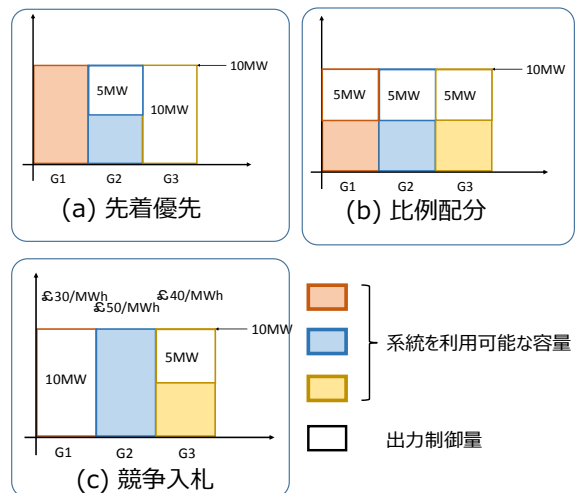 10MW
5MW
10MW
G1 G2 G3
(a) 先着優先
10MW
5MW 5MW 5MW
G1 G2 G3
(b) 比例配分
£30/MWh £40/MWh
£50/MWh
10MW
5MW
10MW
G1 G2 G3
(c) 競争入札
系統を利用可能な容量
出力制御量